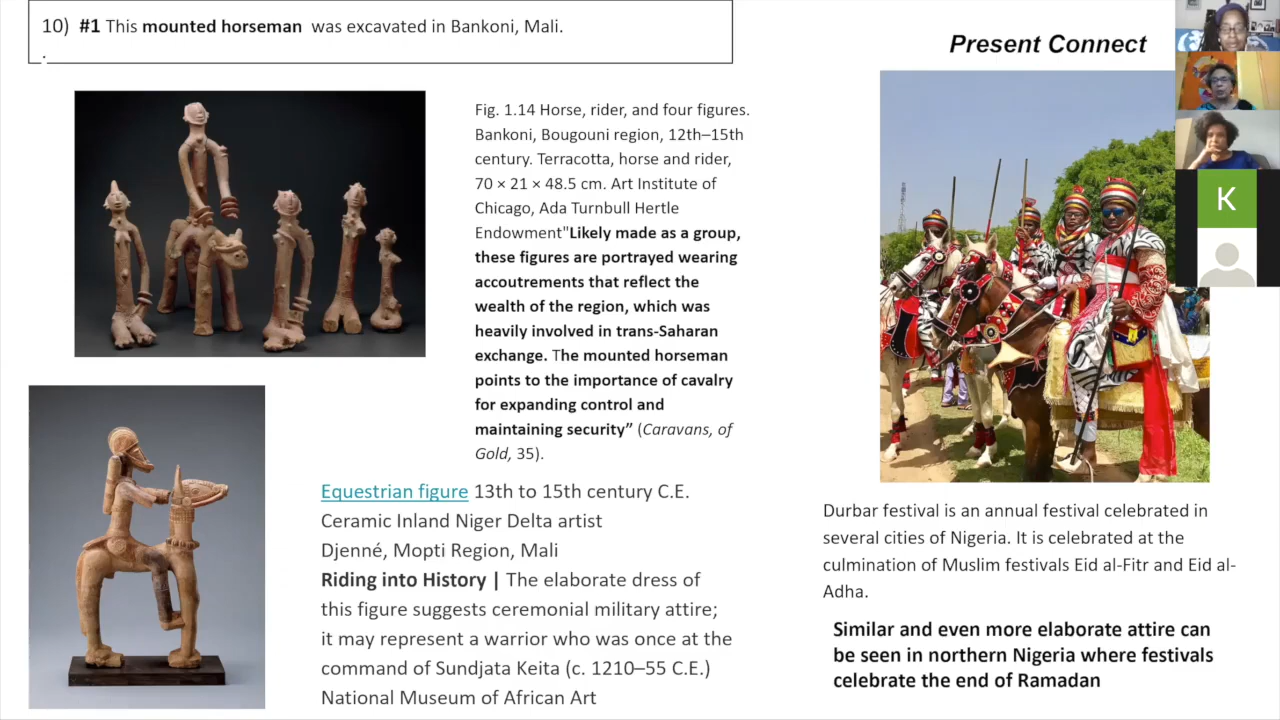 10) #1 This mounted horseman was excavated in Bankoni, Mali.
.
Present Connect
Fig. 1.14 Horse, rider, and four figures.
Bankoni, Bougouni region, 12th–15th
century. Terracotta, horse and rider,
70 × 21 × 48.5 cm. Art Institute of
Chicago, Ada Turnbull Hertle
Endowment"Likely made as a group,
these figures are portrayed wearing
accoutrements that reflect the
wealth of the region, which was
heavily involved in trans-Saharan
exchange. The mounted horseman
points to the importance of cavalry
for expanding control and
maintaining security” (Caravans, of
Gold, 35).
Equestrian figure 13th to 15th century C.E.
Ceramic Inland Niger Delta artist
Djenné, Mopti Region, Mali
Riding into History | The elaborate dress of
this figure suggests ceremonial military attire;
it may represent a warrior who was once at the
command of Sundjata Keita (c. 1210–55 C.E.)
National Museum of African Art
Durbar festival is an annual festival celebrated in
several cities of Nigeria. It is celebrated at the
culmination of Muslim festivals Eid al-Fitr and Eid al-
Adha.
Similar and even more elaborate attire can
be seen in northern Nigeria where festivals
celebrate the end of Ramadan
K